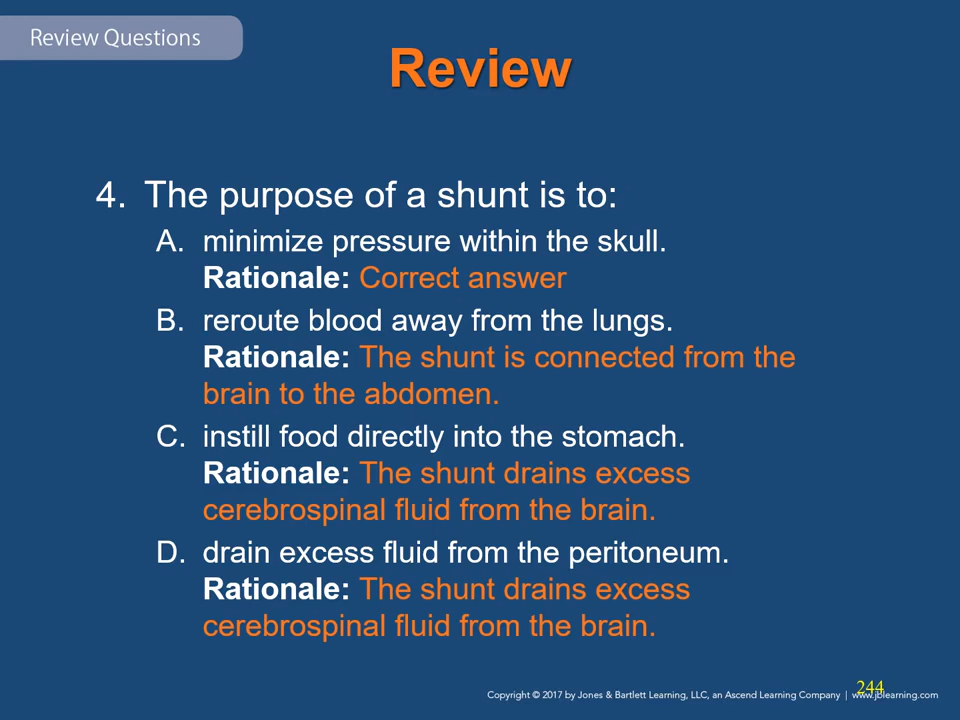 Review Questions
Review
4. The purpose of a shunt is to:
A. minimize pressure within the skull.
Rationale: Correct answer
B. reroute blood away from the lungs.
Rationale: The shunt is connected from the
brain to the abdomen.
C. instill food directly into the stomach.
Rationale: The shunt drains excess
cerebrospinal fluid from the brain.
D. drain excess fluid from the peritoneum.
Rationale: The shunt drains excess
cerebrospinal fluid from the brain.
244
Copyright © 2017 by Jones & Bartlett Learning, LLC, an Ascend Learning Company | www.jblearning.com